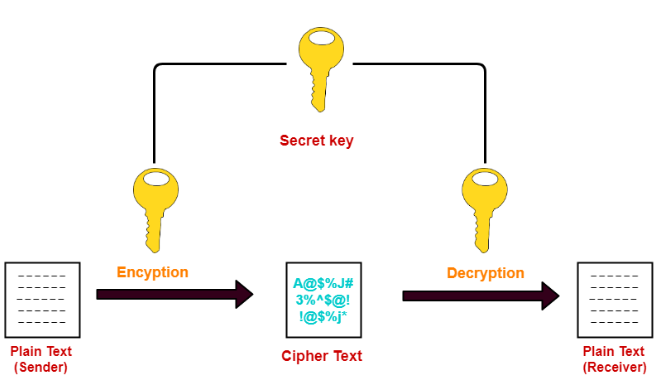 Secret key
Encyption
Decryption
A@$%J#
3%^$@!
!@$%j*
Plain Text
(Sender)
Cipher Text
Plain Text
(Receiver)